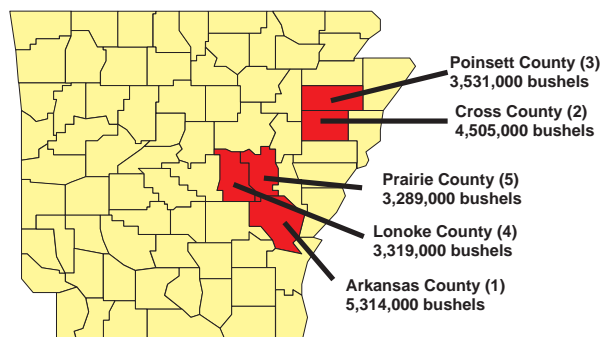 Poinsett County (3)
3,531,000 bushels
Cross County (2)
4,505,000 bushels
Prairie County (5)
3,289,000 bushels
Lonoke County (4)
3,319,000 bushels
Arkansas County (1)
5,314,000 bushels